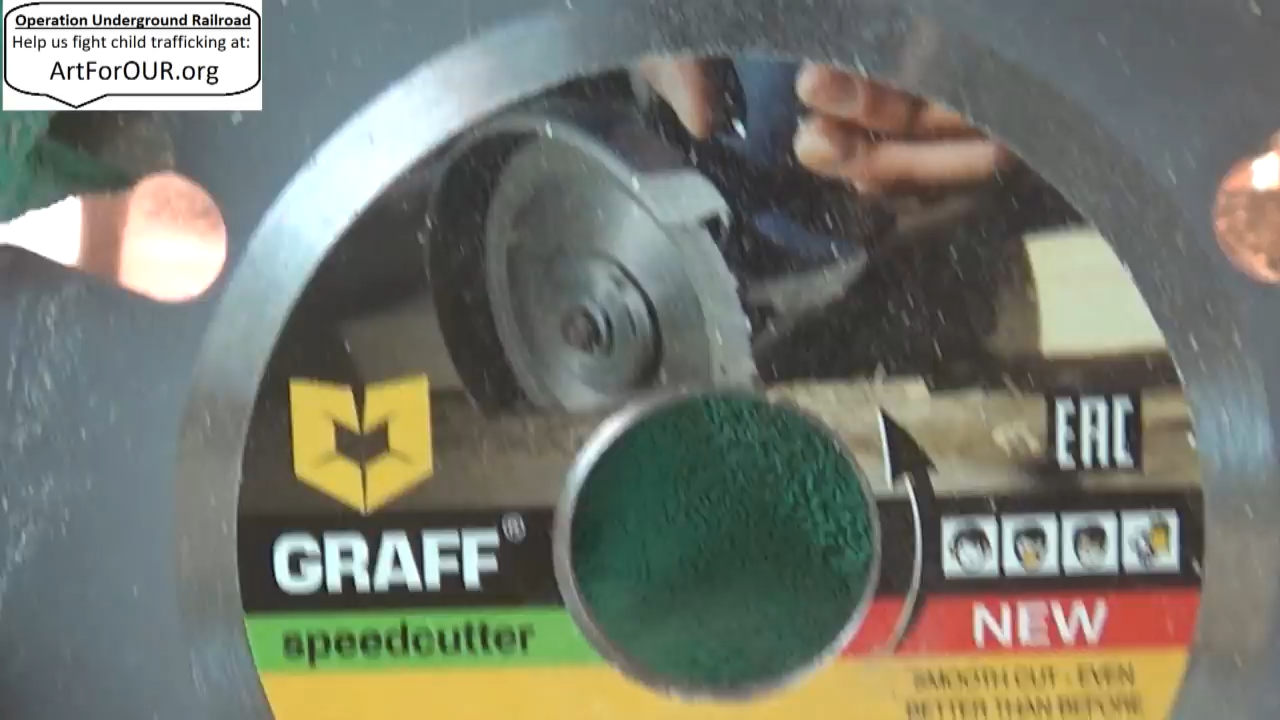 Operation Underground Railroad
Help us fight child trafficking at:
ArtForOUR.org
EAC
GRAFF®
speedcutter
NEW
SMOOTH CUT - EVEN
BETTER THAN BEFORE